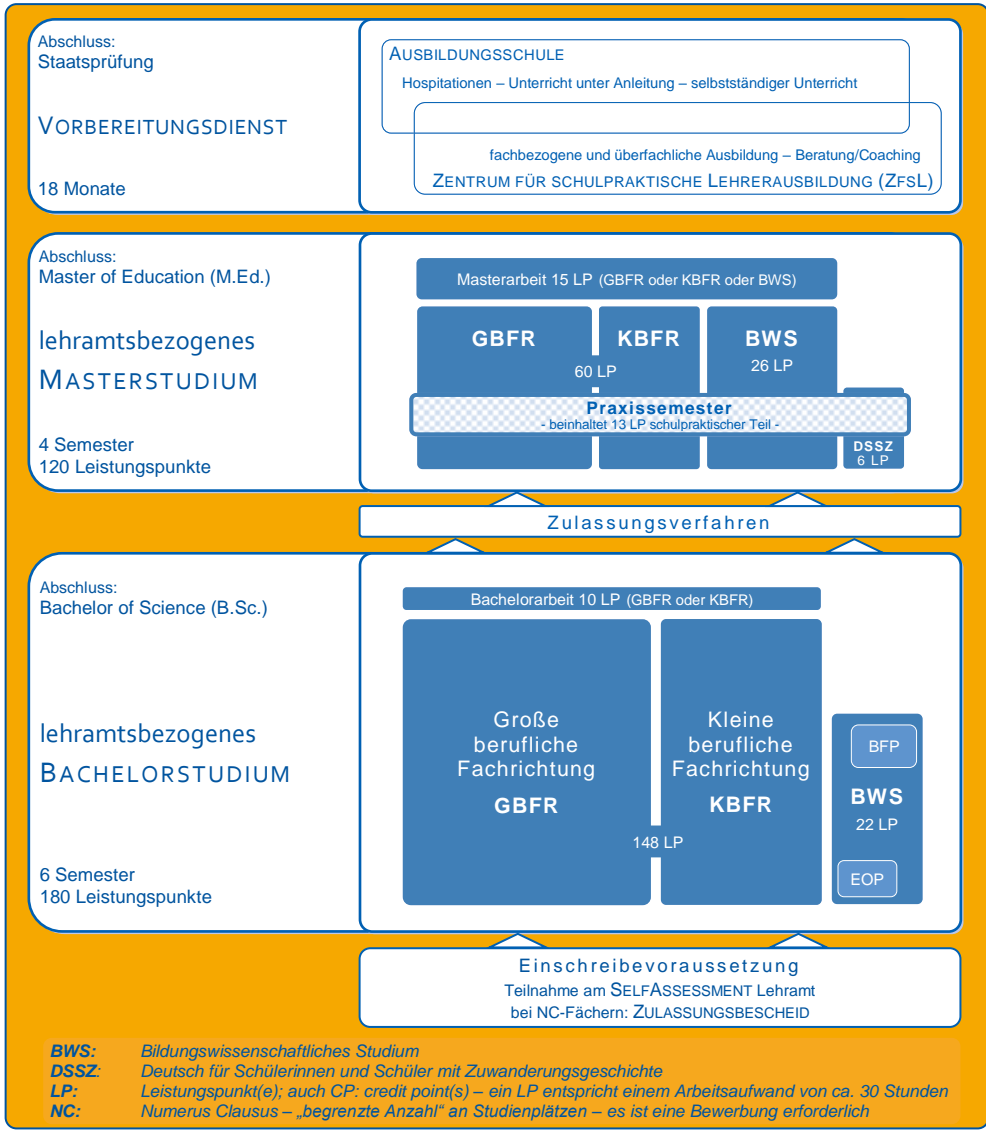 Abschluss:
Staatsprüfung
VORBEREITUNGSDIENST
18 Monate
AUSBILDUNGSSCHULE
Hospitationen – Unterricht unter Anleitung – selbstständiger Unterricht
fachbezogene und überfachliche Ausbildung – Beratung/Coaching
ZENTRUM FÜR SCHULPRAKTISCHE LEHRERAUSBILDUNG (ZFSL)
Abschluss:
Master of Education (M.Ed.)
lehramtsbezogenes
MASTERSTUDIUM
4 Semester
120 Leistungspunkte
Masterarbeit 15 LP (GBFR oder KBFR oder BWS)
GBFR KBFR BWS
60 LP 26 LP
Praxissemester
- beinhaltet 13 LP schulpraktischer Teil -
DSSZ
6 LP
Zulassungsverfahren
Abschluss:
Bachelor of Science (B.Sc.)
lehramtsbezogenes
BACHELORSTUDIUM
6 Semester
180 Leistungspunkte
Bachelorarbeit 10 LP (GBFR oder KBFR)
Große
berufliche
Fachrichtung
GBFR
Kleine
berufliche
Fachrichtung
KBFR
148 LP
BFP
BWS
22 LP
EOP
Einschreibevoraussetzung
Teilnahme am SELFASSESSMENT Lehramt
bei NC-Fächern: ZULASSUNGSBESCHEID
BWS: Bildungswissenschaftliches Studium
DSSZ: Deutsch für Schülerinnen und Schüler mit Zuwanderungsgeschichte
LP: Leistungspunkt(e); auch CP: credit point(s) – ein LP entspricht einem Arbeitsaufwand von ca. 30 Stunden
NC: Numerus Clausus – „begrenzte Anzahl" an Studienplätzen – es ist eine Bewerbung erforderlich